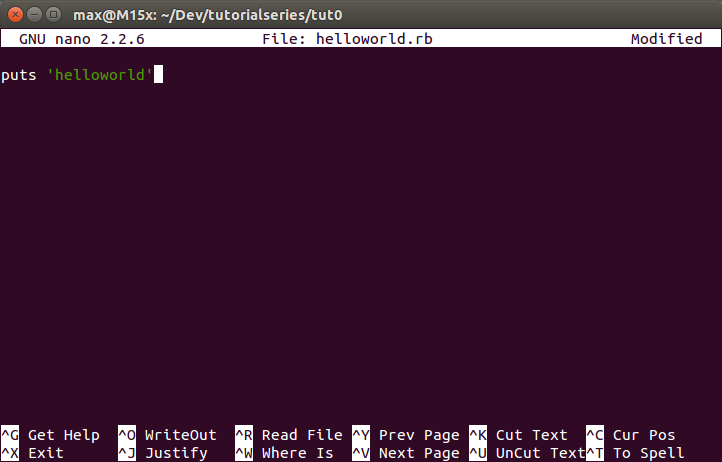 max@M15x: ~/Dev/tutorialseries/tut0
GNU nano 2.2.6 File: helloworld.rb Modified
puts 'helloworld'
^G Get Help ^O WriteOut ^R Read File ^Y Prev Page ^K Cut Text ^C Cur Pos
^X Exit ^J Justify ^W Where Is ^V Next Page ^U UnCut Text^T To Spell